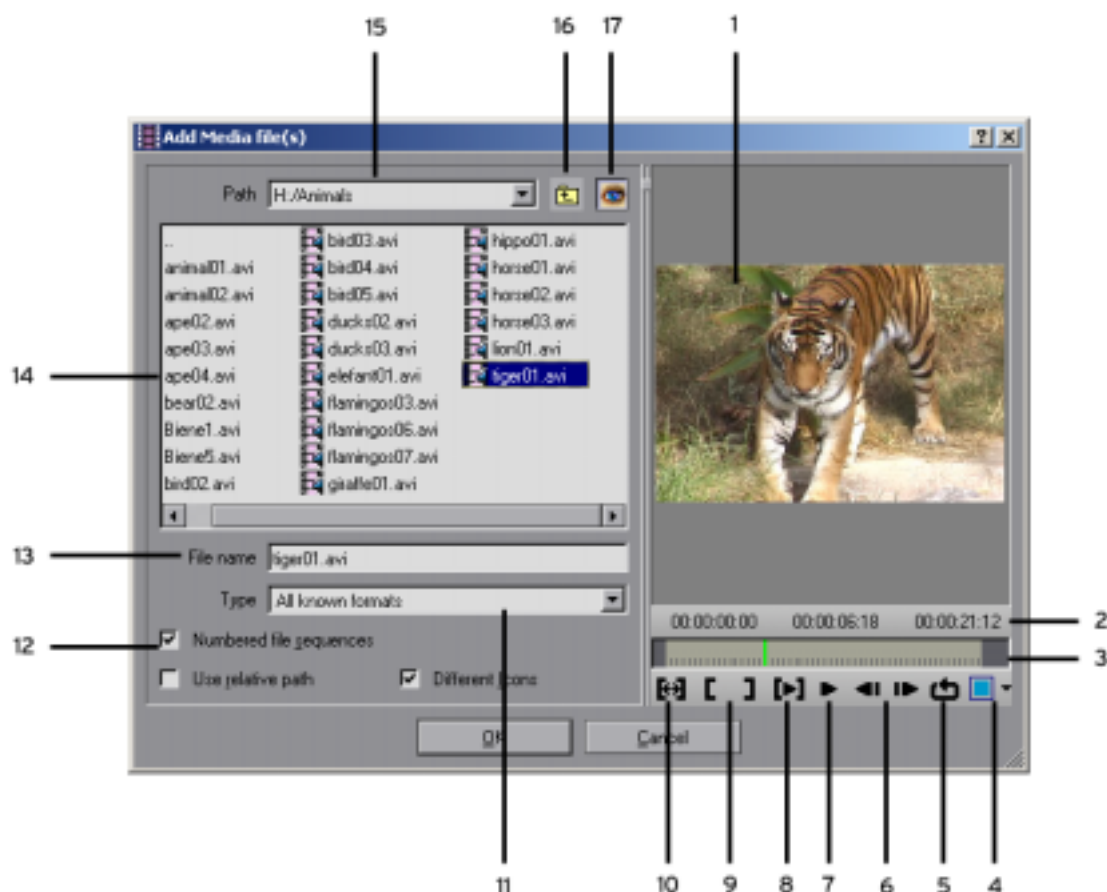 15 16 17 1
Add Media file(s)
Path H:/Animals
..
animal01.avi
animal02.avi
ape02.avi
ape03.avi
ape04.avi
bear02.avi
Biene1.avi
Biene5.avi
bird02.avi
bird03.avi
bird04.avi
bird05.avi
ducks02.avi
ducks03.avi
elefant01.avi
flamingos03.avi
flamingos06.avi
flamingos07.avi
giraffe01.avi
hippo01.avi
horse01.avi
horse02.avi
horse03.avi
lion01.avi
tiger01.avi
14
13 File name tiger01.avi
Type All known formats
12 Numbered file sequences
Use relative path Different Icons
OK Cancel
00:00:00:00 00:00:06:18 00:00:21:12 2
3
11 10 9 8 7 6 5 4